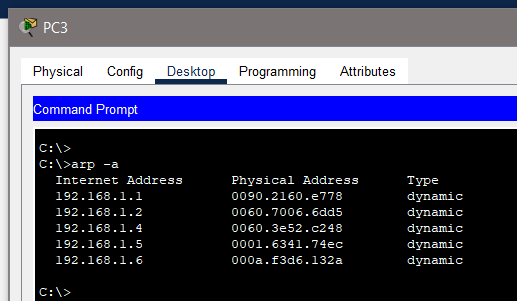 PC3
Physical Config Desktop Programming Attributes
Command Prompt
C:\>
C:\>arp -a
Internet Address Physical Address Type
192.168.1.1 0090.2160.e778 dynamic
192.168.1.2 0060.7006.6dd5 dynamic
192.168.1.4 0060.3e52.c248 dynamic
192.168.1.5 0001.6341.74ec dynamic
192.168.1.6 000a.f3d6.132a dynamic
C:\>